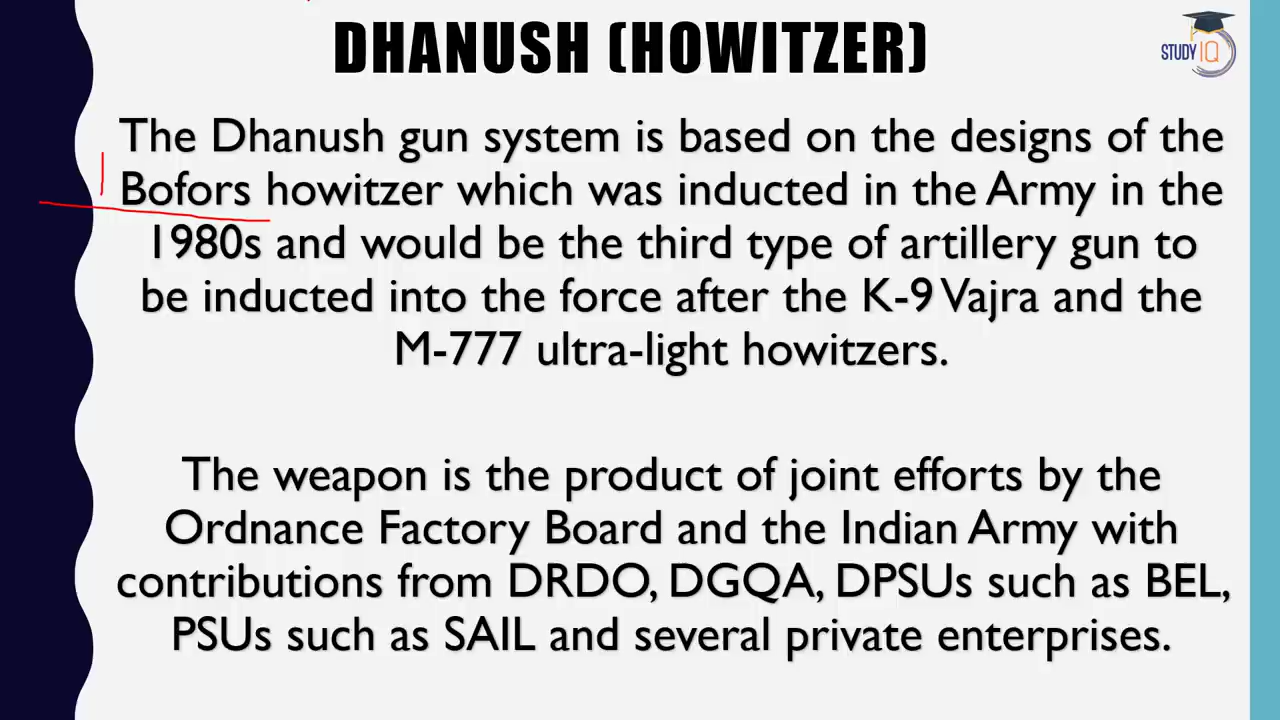 DHANUSH (HOWITZER)
STUDY IQ
The Dhanush gun system is based on the designs of the
Bofors howitzer which was inducted in the Army in the
1980s and would be the third type of artillery gun to
be inducted into the force after the K-9 Vajra and the
M-777 ultra-light howitzers.
The weapon is the product of joint efforts by the
Ordnance Factory Board and the Indian Army with
contributions from DRDO, DGQA, DPSUs such as BEL,
PSUs such as SAIL and several private enterprises.